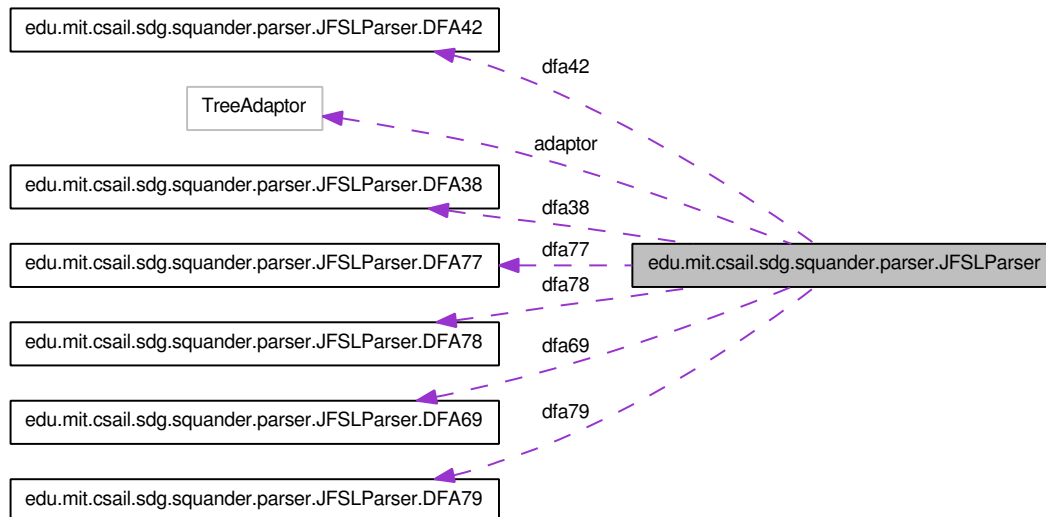 edu.mit.csail.sdg.squander.parser.JFSLParser.DFA42
dfa42
TreeAdaptor
adaptor
edu.mit.csail.sdg.squander.parser.JFSLParser.DFA38
dfa38
edu.mit.csail.sdg.squander.parser.JFSLParser.DFA77
dfa77
edu.mit.csail.sdg.squander.parser.JFSLParser
dfa78
edu.mit.csail.sdg.squander.parser.JFSLParser.DFA78
dfa69
edu.mit.csail.sdg.squander.parser.JFSLParser.DFA69
dfa79
edu.mit.csail.sdg.squander.parser.JFSLParser.DFA79